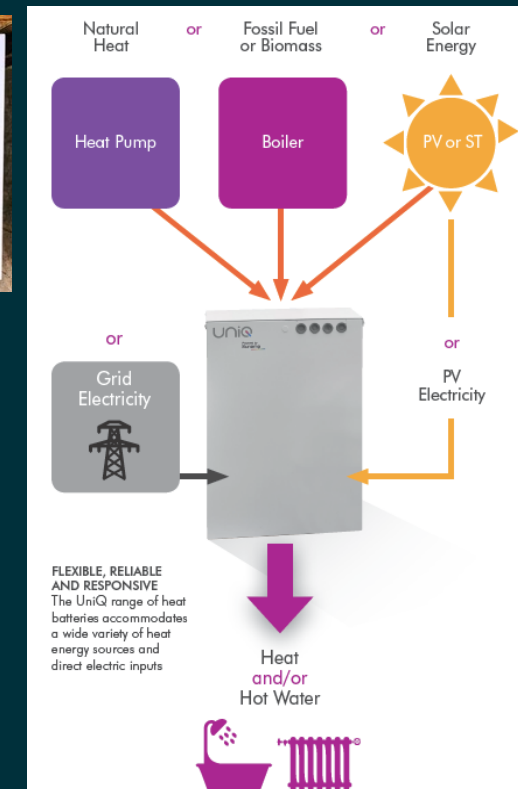 Natural or Fossil Fuel or Solar
Heat or Biomass Energy
Heat Pump
Boiler
PV or ST
UniQ
or
Grid
Electricity
or
PV
Electricity
FLEXIBLE, RELIABLE
AND RESPONSIVE
The UniQ range of heat
batteries accommodates
a wide variety of heat
energy sources and
direct electric inputs
Heat
and/or
Hot Water